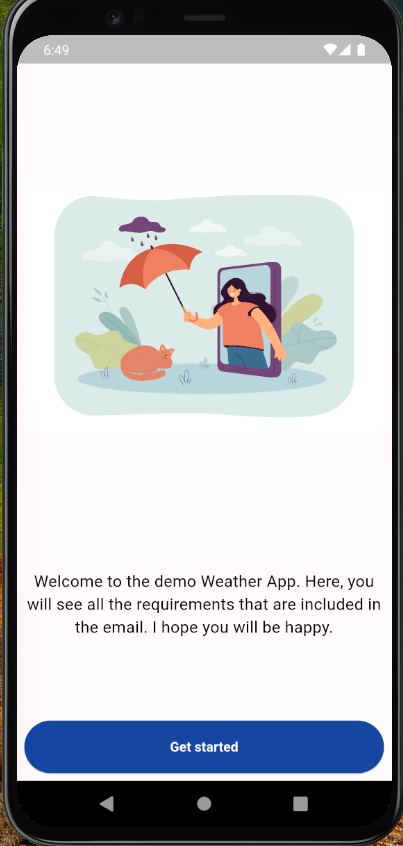 6:49
Welcome to the demo Weather App. Here, you
will see all the requirements that are included in
the email. I hope you will be happy.
Get started